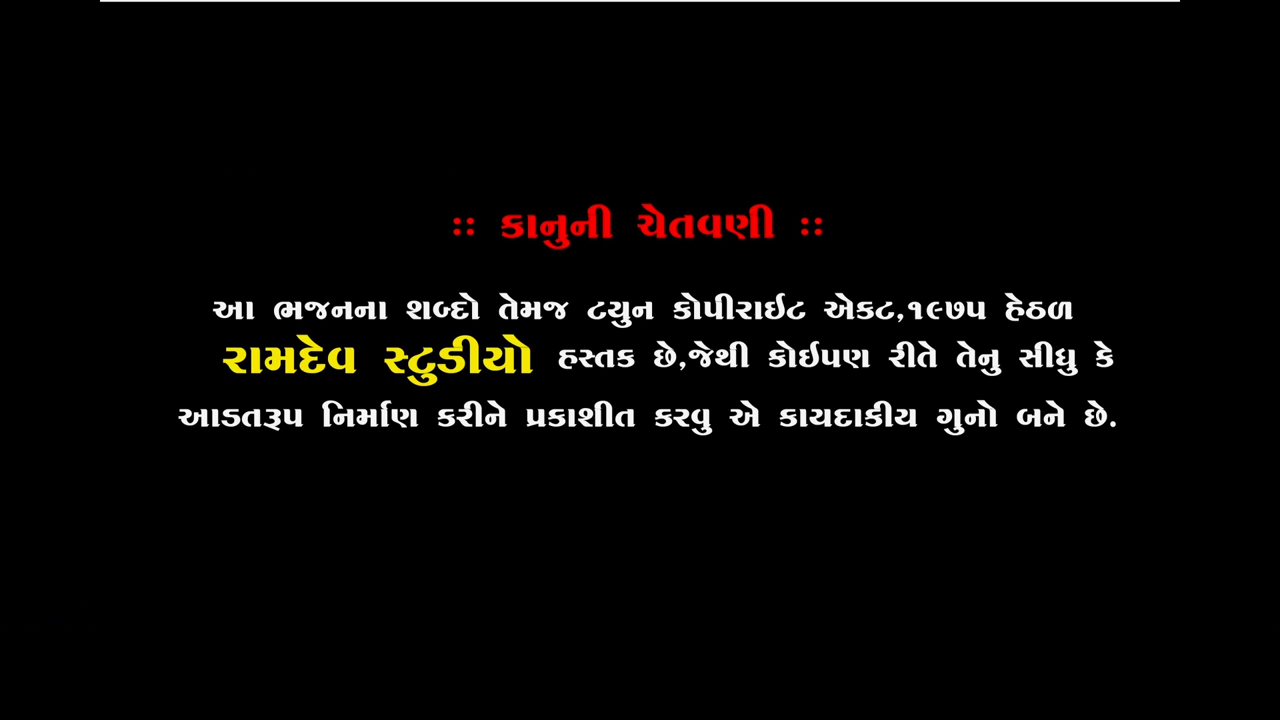 :: કાનુની ચેતવણી ::
આ ભજનના શબ્દો તેમજ ટયુન કોપીરાઈટ એકટ,૧૯૭૫ હેઠળ
રામદેવ સ્ટુડીયો હસ્તક છે,જેથી કોઈપણ રીતે તેનુ સીધુ કે
આડતરૂપ નિર્માણ કરીને પ્રકાશીત કરવુ એ કાયદાકીય ગુનો બને છે.